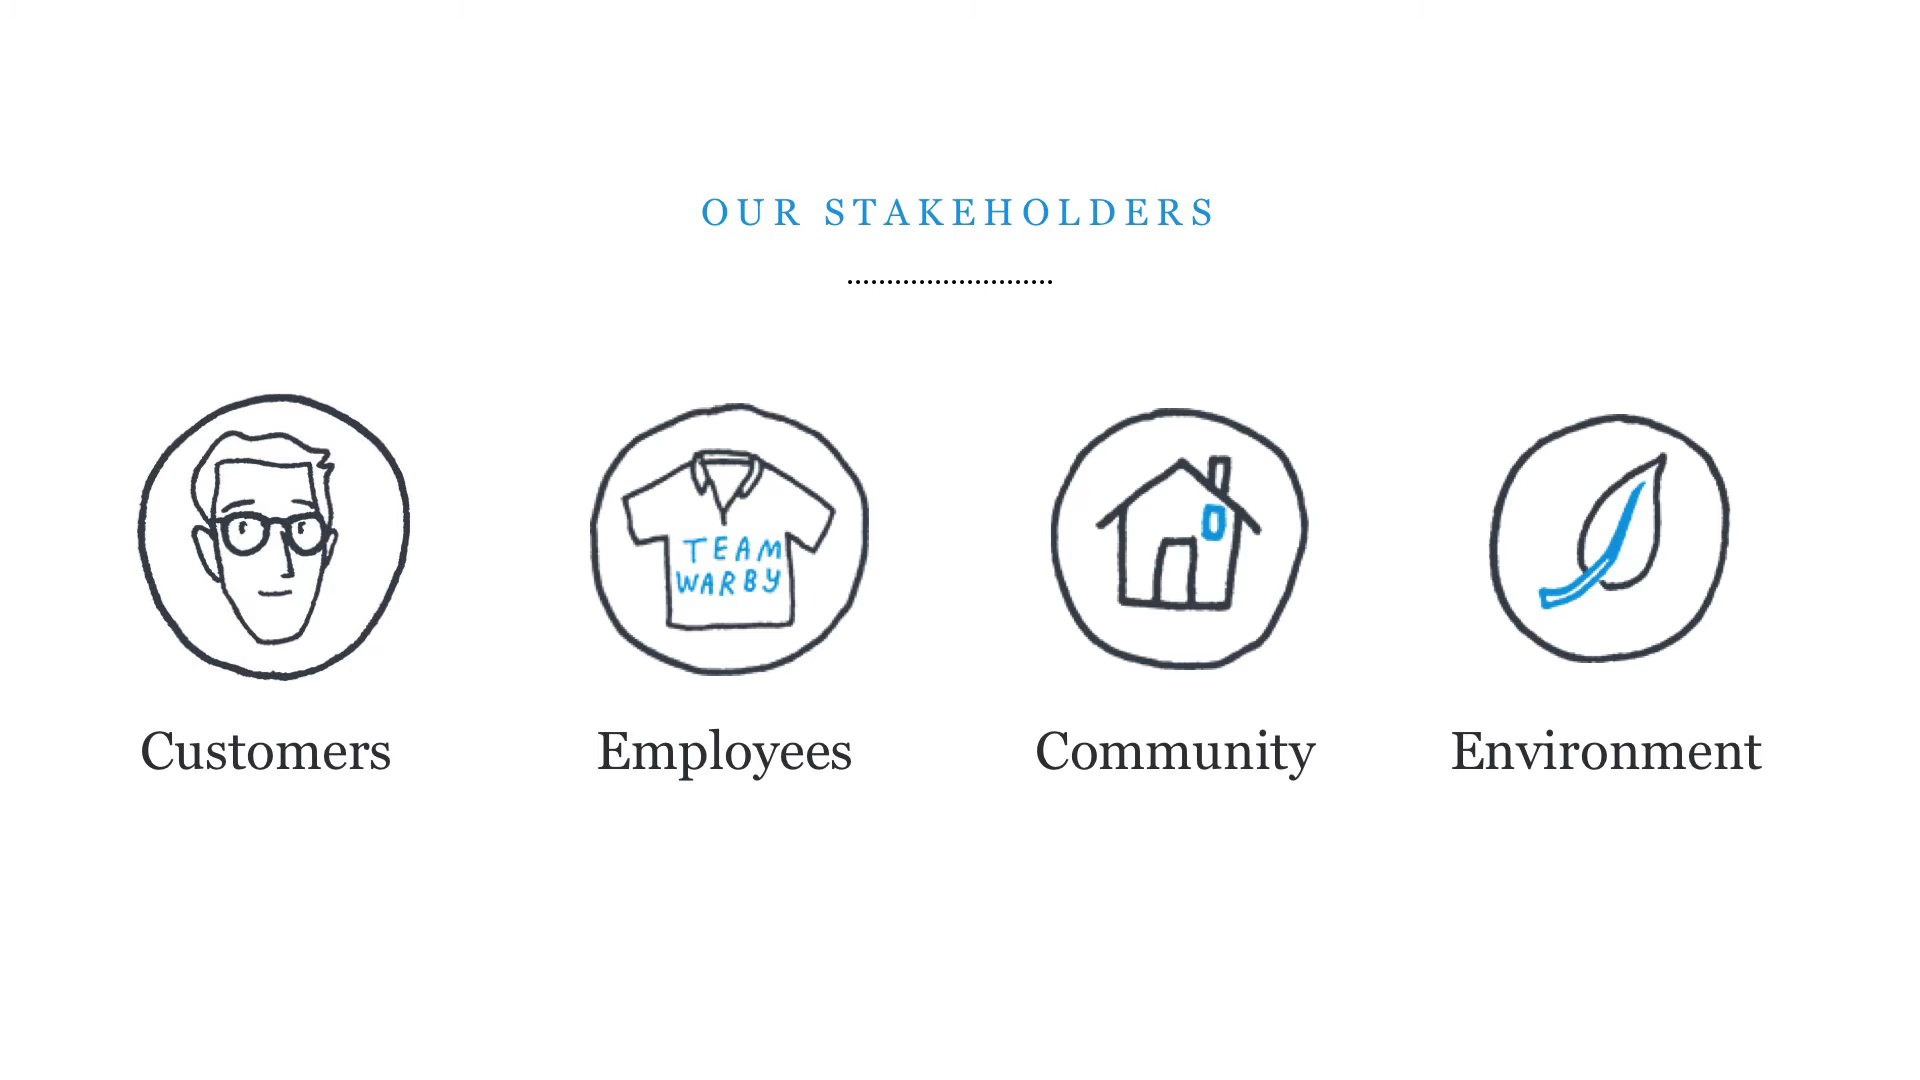 OUR STAKEHOLDERS
TEAM
WARBY
Customers
Employees
Community
Environment